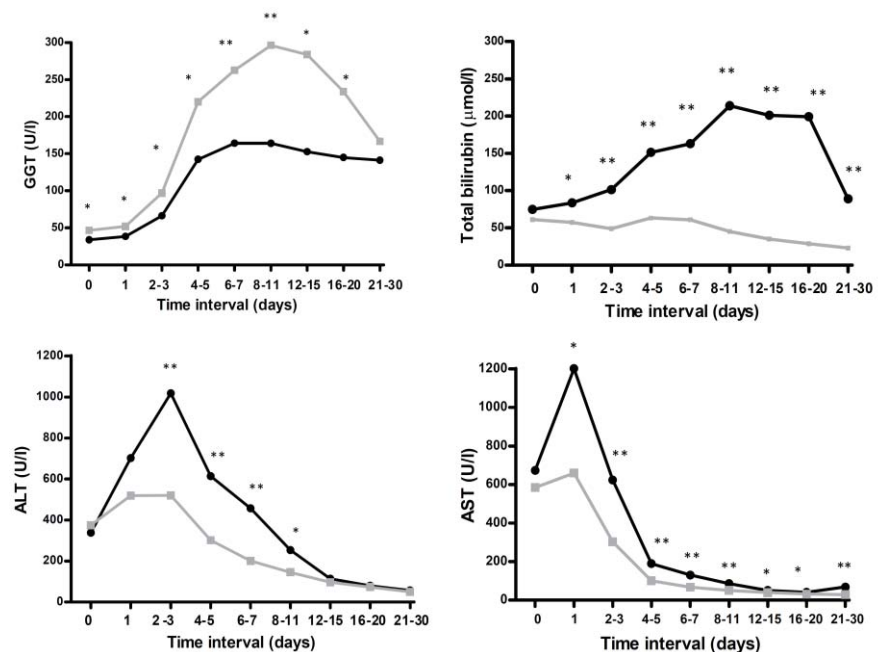 GGT (U/l)
300
250
200
150
100
50
0
* * * * ** ** * *
0 1 2-3 4-5 6-7 8-11 12-15 16-20 21-30
Time interval (days)
Total bilirubin (μmol/l)
300
250
200
150
100
50
0
* ** ** ** ** ** ** **
0 1 2-3 4-5 6-7 8-11 12-15 16-20 21-30
Time interval (days)
ALT (U/l)
1200
1000
800
600
400
200
0
** ** ** *
0 1 2 -3 4-5 6-7 8-11 12-15 16-20 21-30
Time interval (days)
AST (U/l)
1200
1000
800
600
400
200
0
* ** ** ** ** * * **
0 1 2-3 4-5 6-7 8-11 12-15 16-20 21-30
Time interval (days)